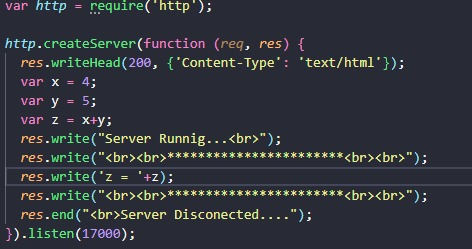 var http = require('http');
http.createServer(function (req, res) {
res.writeHead(200, {'Content-Type': 'text/html'});
var x = 4;
var y = 5;
var z = x+y;
res.write("Server Runnig...<br>");
res.write("<br><br>***********************<br><br>");
res.write('z = '+z);
res.write("<br><br>***********************<br><br>");
res.end("<br>Server Disconected....");
}).listen(17000);